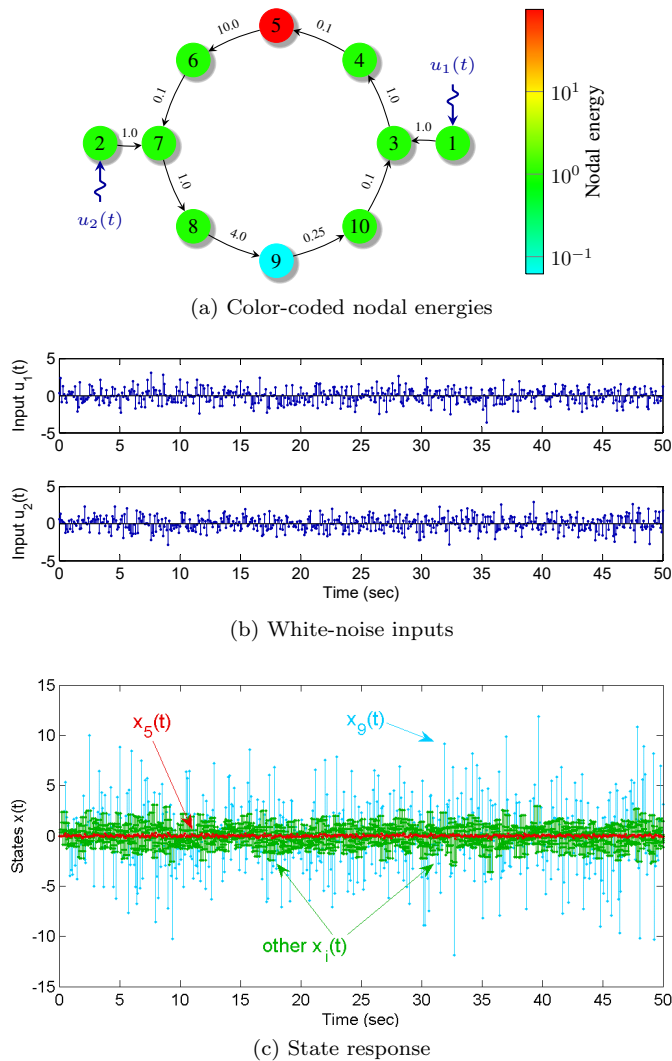 5
10.0
0.1
6
4
u1(t)
0.1
1.0
2
1.0
7
3
1.0
1
u2(t)
1.0
0.1
8
10
4.0
9
0.25
10^1
10^0
10^-1
Nodal energy
(a) Color-coded nodal energies
Input u1(t)
5
0
-5
0 5 10 15 20 25 30 35 40 45 50
Input u2(t)
5
0
-5
0 5 10 15 20 25 30 35 40 45 50
Time (sec)
(b) White-noise inputs
States x(t)
15
10
5
0
-5
-10
-15
x5(t)
x9(t)
other xi(t)
0 5 10 15 20 25 30 35 40 45 50
Time (sec)
(c) State response